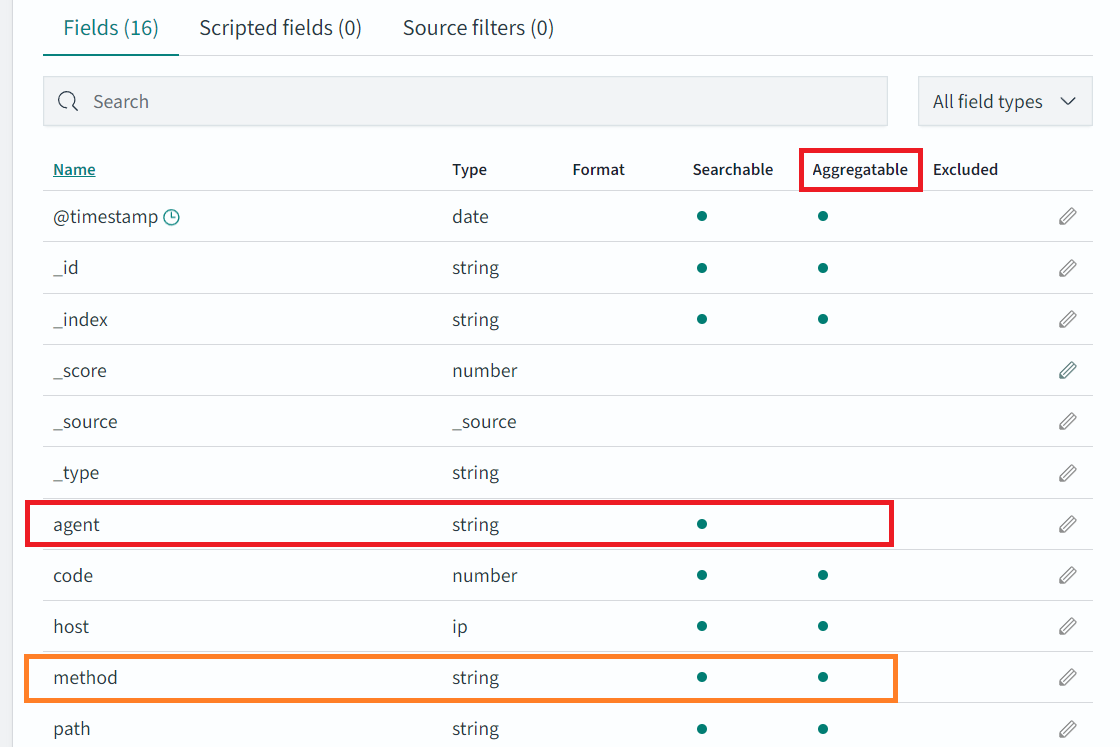 Fields (16) Scripted fields (0) Source filters (0)
Search All field types
Name Type Format Searchable Aggregatable Excluded
@timestamp date
_id string
_index string
_score number
_source _source
_type string
agent string
code number
host ip
method string
path string